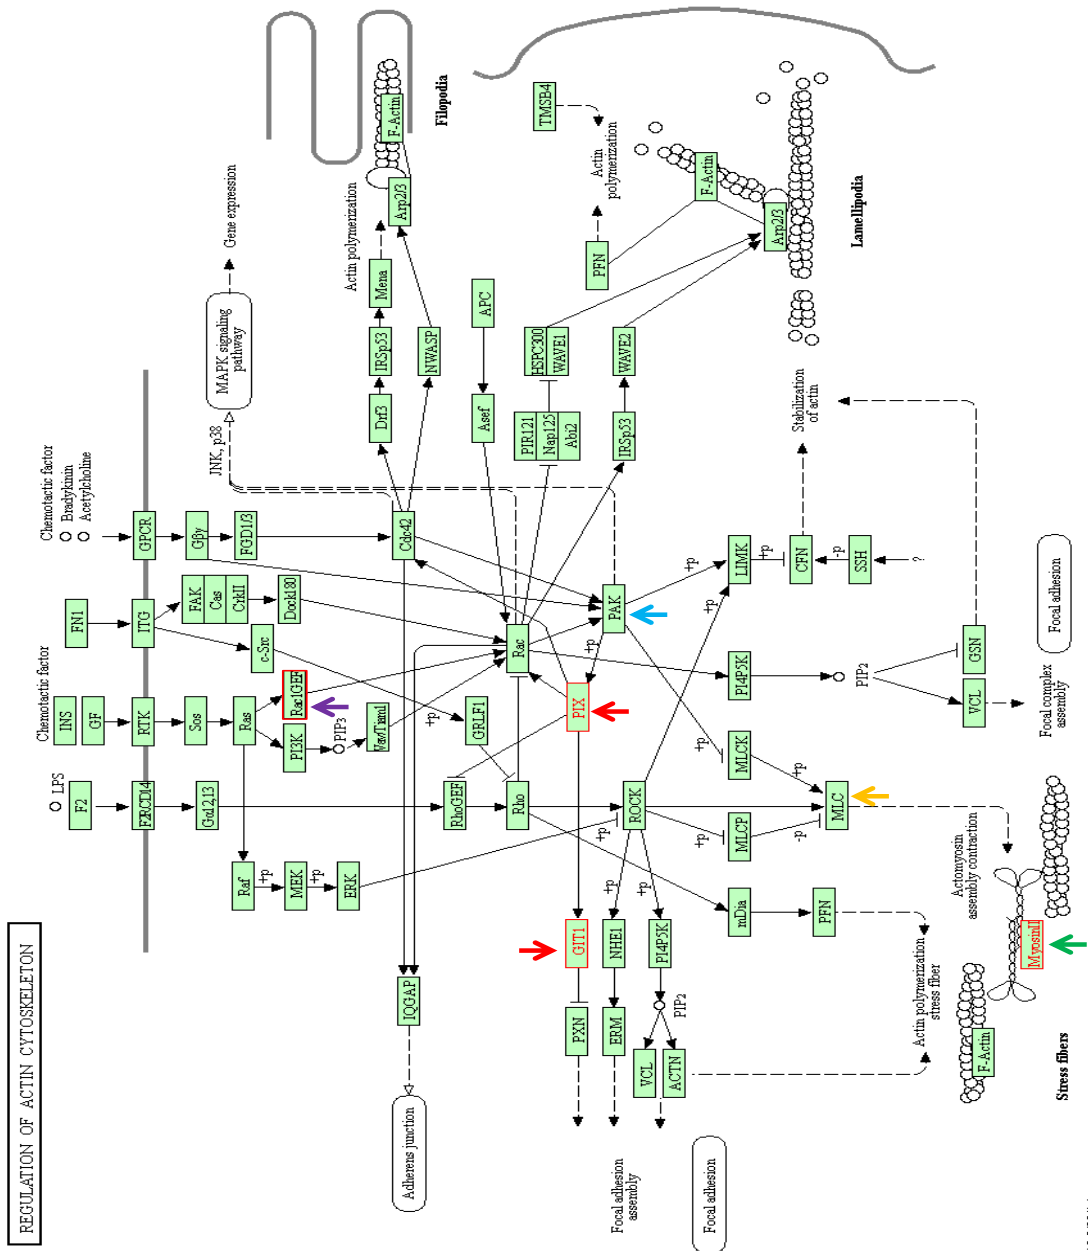 REGULATION OF ACTIN CYTOSKELETON
Chemotactic factor
Bradykinin
Acetylcholine
Chemotactic factor
LPS
FN1
INS
GF
F2
GPCR
ITG
RTK
F2R
CD14
Gβγ
FGD1/3
FAK
Cas
CrkII
Dock180
c-Src
Sos
Ras
Rac1GEF
PI3K
PIP3
Vav
Tiam1
+p
GRLF1
Gα12,13
RhoGEF
Rho
Raf
+p
MEK
+p
ERK
MAPK signaling
pathway
Gene expression
JNK, p38
Cdc42
Drf3
IRSp53
Mena
Actin polymerization
NWASP
Arp2/3
F-Actin
Filopodia
APC
Asef
Rac
PIR121
Nap125
Abi2
HSPC300
WAVE1
IRSp53
WAVE2
PFN
Actin
polymerization
TMSB4
F-Actin
Arp2/3
Lamellipodia
PAK
+p
PIX
+p
LIMK
+p
CFN
-p
SSH
?
Stabilization
of actin
+p
PI4P5K
PIP2
GSN
VCL
Focal adhesion
Focal complex
assembly
+p
MLCK
+p
MLC
ROCK
+p
+p
MLCP
-p
+p
mDia
PFN
Actomyosin
assembly contraction
Actin polymerization
stress fiber
MyosinII
F-Actin
Stress fibers
GIT1
PXN
NHE1
ERM
PI4P5K
PIP2
VCL
ACTN
IQGAP
Adherens junction
Focal adhesion
assembly
Focal adhesion